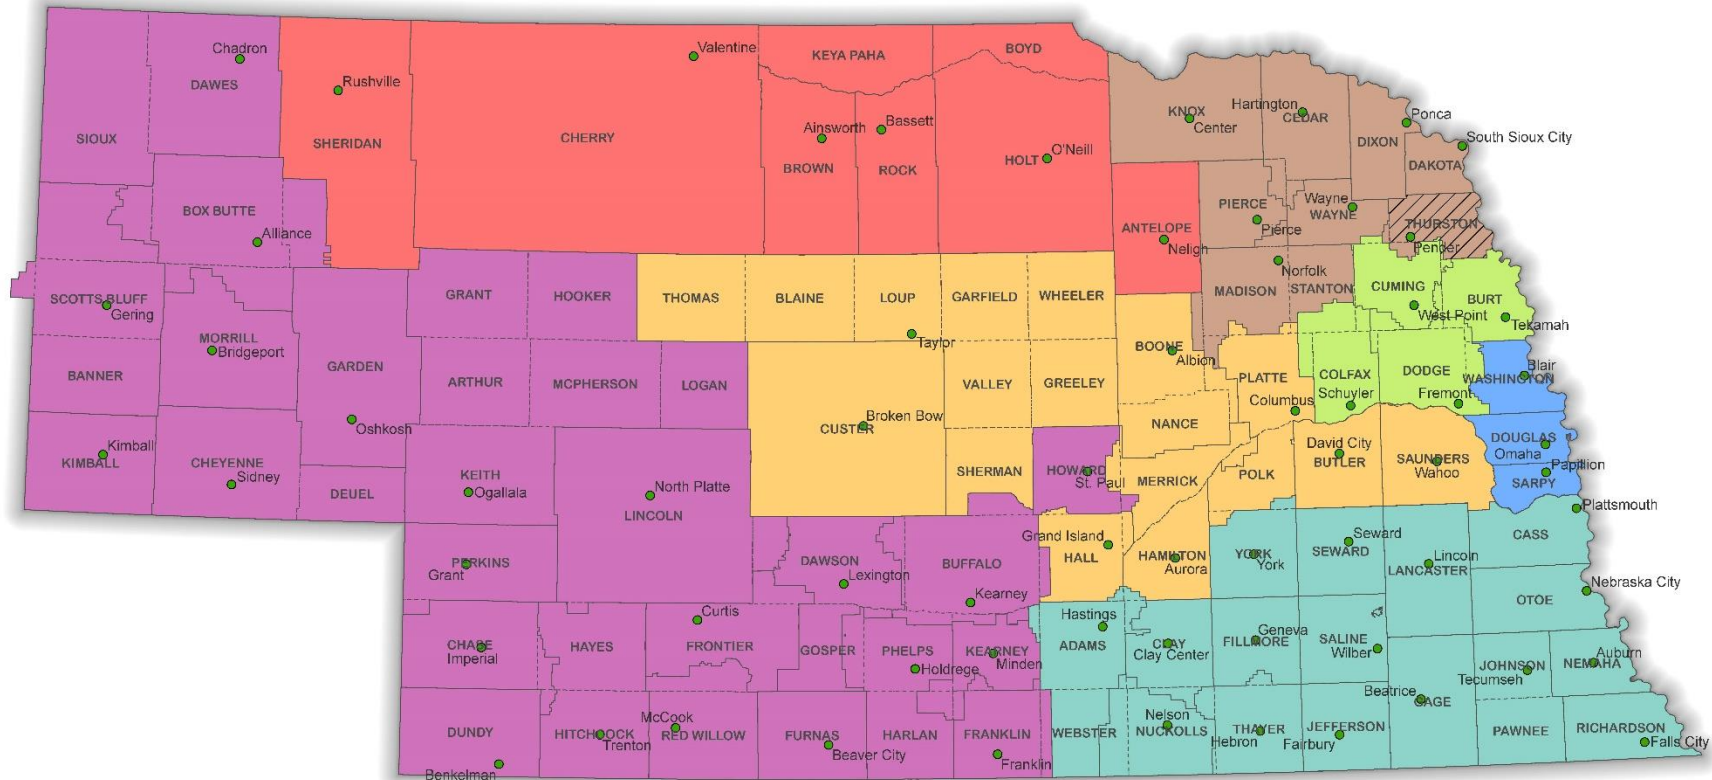 Chadron
DAWES
Rushville
Valentine
KEYA PAHA
BOYD
SIOUX
SHERIDAN
CHERRY
Ainsworth
BROWN
Bassett
ROCK
HOLT
O'Neill
KNOX
Center
Hartington
CEDAR
DIXON
Ponca
South Sioux City
DAKOTA
BOX BUTTE
Alliance
ANTELOPE
Neligh
PIERCE
Pierce
Wayne
WAYNE
THURSTON
Pender
SCOTTS BLUFF
Gering
MORRILL
Bridgeport
GARDEN
GRANT
HOOKER
THOMAS
BLAINE
LOUP
Taylor
GARFIELD
WHEELER
MADISON
Norfolk
STANTON
CUMING
West Point
BURT
Tekamah
BANNER
ARTHUR
MCPHERSON
LOGAN
VALLEY
GREELEY
BOONE
Albion
PLATTE
Columbus
COLFAX
Schuyler
DODGE
Fremont
Blair
WASHINGTON
Oshkosh
Broken Bow
CUSTER
NANCE
Kimball
KIMBALL
CHEYENNE
Sidney
DEUEL
KEITH
Ogallala
North Platte
LINCOLN
SHERMAN
HOWARD
St. Paul
MERRICK
POLK
David City
BUTLER
SAUNDERS
Wahoo
DOUGLAS
Omaha
Papillion
SARPY
Plattsmouth
CASS
PERKINS
Grant
DAWSON
Lexington
BUFFALO
Kearney
Grand Island
HALL
HAMILTON
Aurora
YORK
York
Seward
SEWARD
Lincoln
LANCASTER
Nebraska City
OTOE
CHASE
Imperial
HAYES
Curtis
FRONTIER
GOSPER
PHELPS
Holdrege
KEARNEY
Minden
Hastings
ADAMS
CLAY
Clay Center
Geneva
FILLMORE
SALINE
Wilber
JOHNSON
Tecumseh
Auburn
NEMAHA
DUNDY
Benkelman
HITCHCOCK
Trenton
McCook
RED WILLOW
FURNAS
Beaver City
HARLAN
FRANKLIN
Franklin
WEBSTER
Nelson
NUCKOLLS
THAYER
Hebron
JEFFERSON
Fairbury
Beatrice
GAGE
PAWNEE
RICHARDSON
Falls City